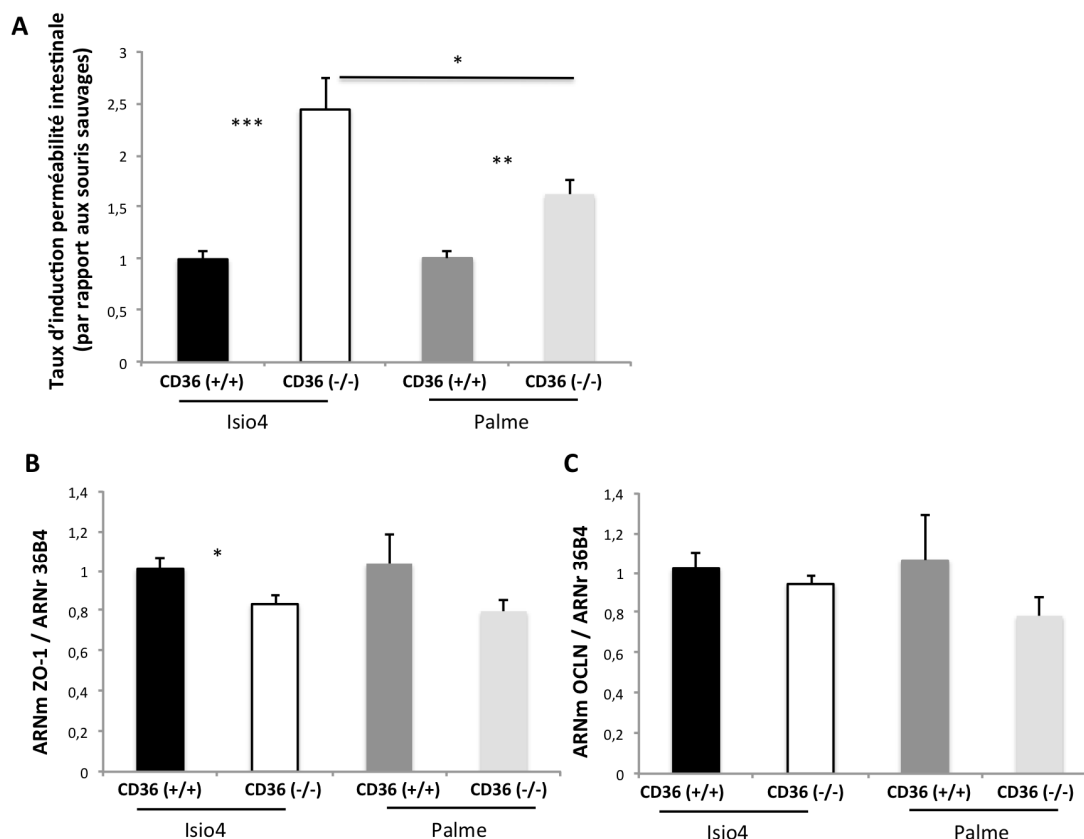 A
Taux d'induction perméabilité intestinale
(par rapport aux souris sauvages)
3
2,5
2
1,5
1
0,5
0
***
*
**
CD36 (+/+) CD36 (-/-) CD36 (+/+) CD36 (-/-)
Isio4 Palme
B
ARNm ZO-1 / ARNr 36B4
1,4
1,2
1
0,8
0,6
0,4
0,2
0
*
CD36 (+/+) CD36 (-/-) CD36 (+/+) CD36 (-/-)
Isio4 Palme
C
ARNm OCLN / ARNr 36B4
1,4
1,2
1
0,8
0,6
0,4
0,2
0
CD36 (+/+) CD36 (-/-) CD36 (+/+) CD36 (-/-)
Isio4 Palme